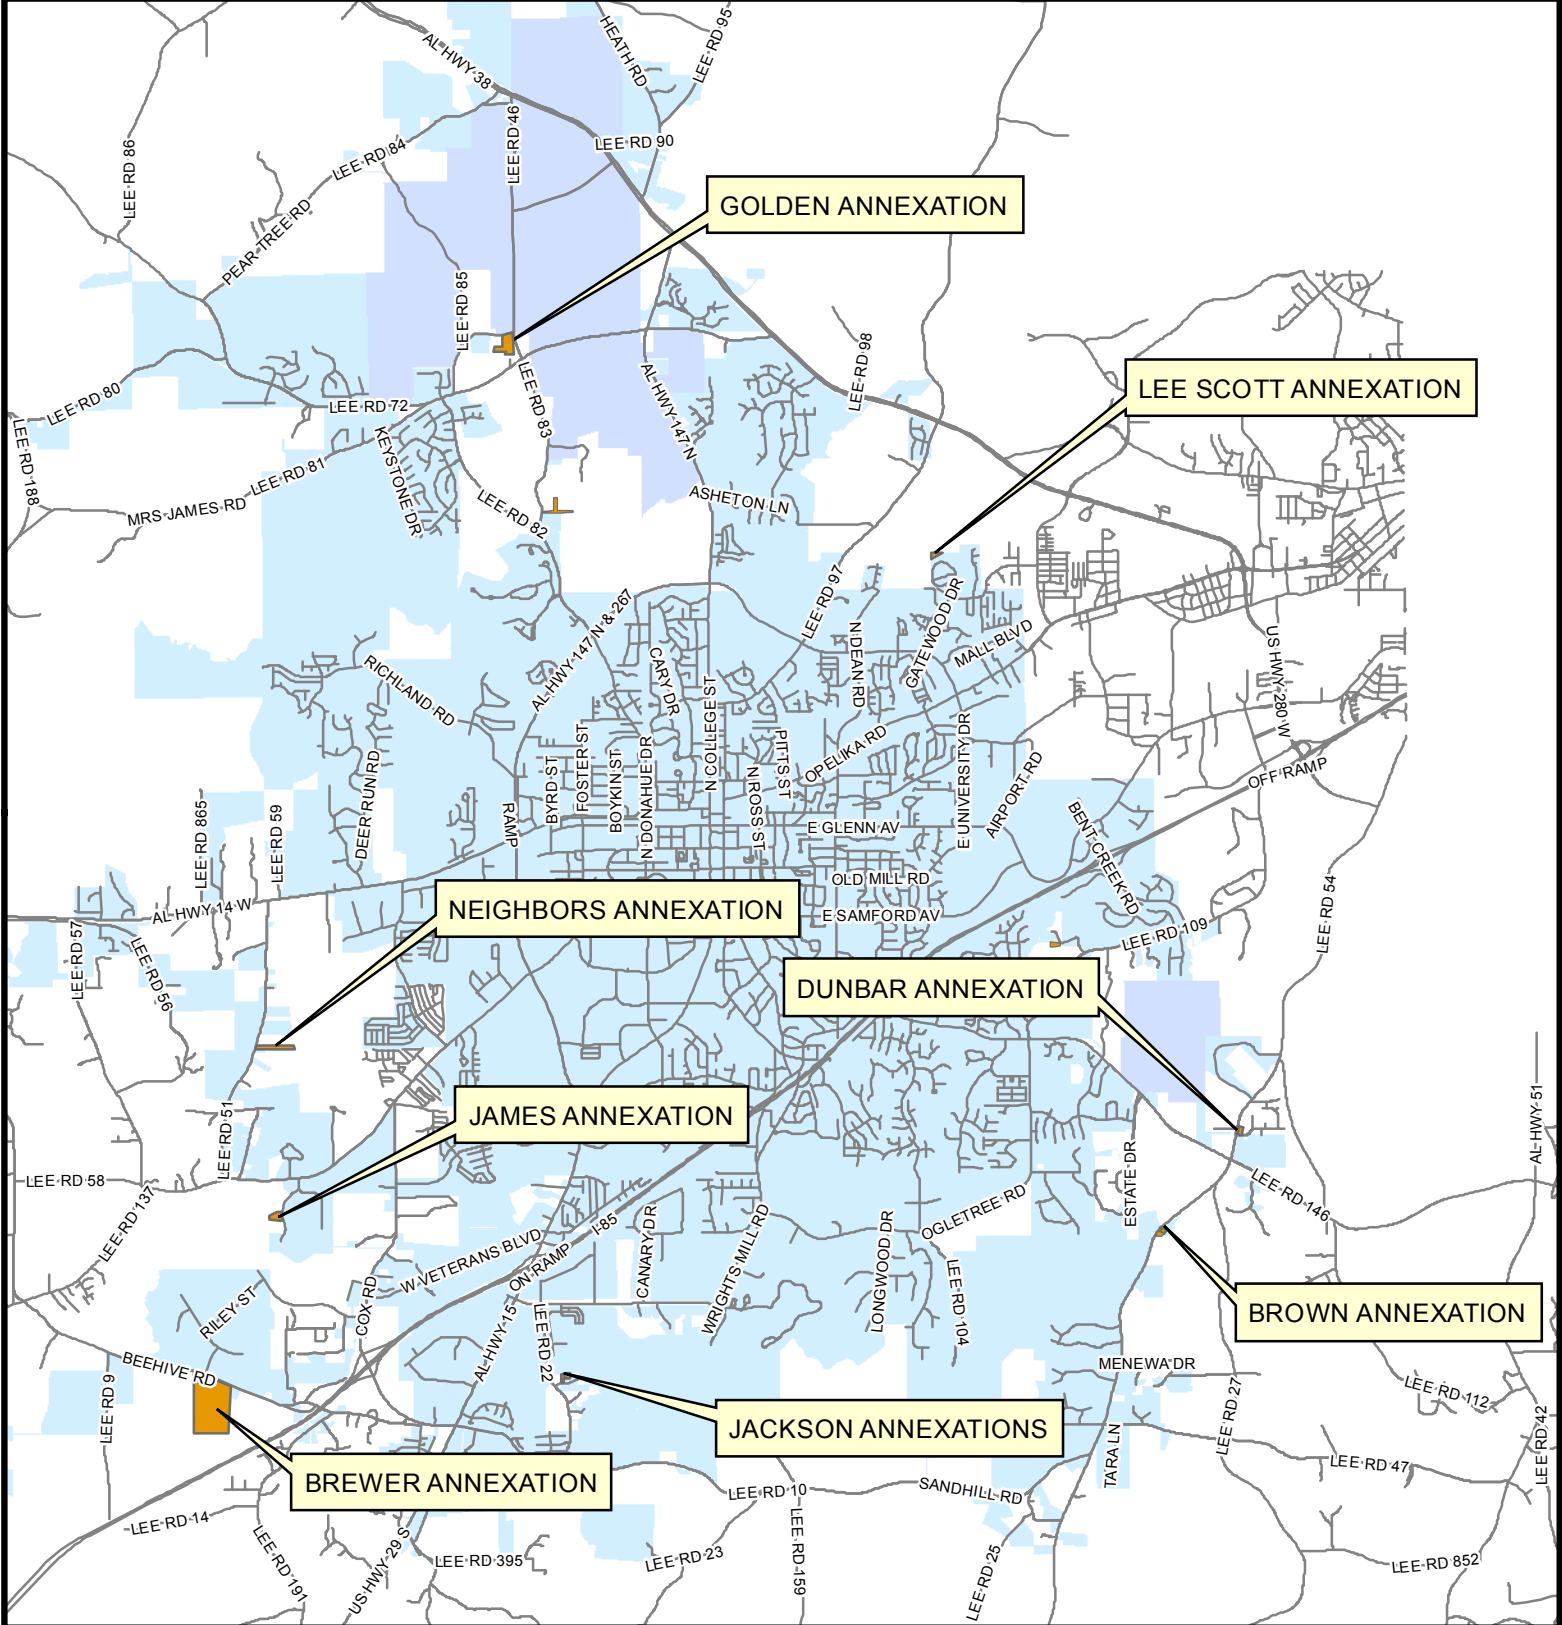 HEATH RD
LEE RD 95
AL HWY 38
LEE RD 46
LEE RD 90
LEE RD 86
LEE RD 84
PEAR TREE RD
GOLDEN ANNEXATION
LEE RD 85
LEE RD 98
LEE SCOTT ANNEXATION
LEE RD 80
LEE RD 72
LEE RD 83
AL HWY 147 N
LEE RD 188
KEYSTONE DR
LEE RD 81
MRS JAMES RD
LEE RD 82
ASHETON LN
LEE RD 97
AL HWY 147 N & 267
N DEAN RD
GATEWOOD DR
MALL BLVD
US HWY 280 W
RICHLAND RD
CARY DR
N COLLEGE ST
PITTS ST
OPELIKA RD
E UNIVERSITY DR
AIRPORT RD
OFF RAMP
DEER RUN RD
RAMP
BYRD ST
FOSTER ST
BOYKIN ST
N DONAHUE DR
N ROSS ST
E GLENN AV
BENT CREEK RD
LEE RD 865
LEE RD 59
OLD MILL RD
LEE RD 54
AL HWY 14 W
NEIGHBORS ANNEXATION
E SAMFORD AV
LEE RD 109
LEE RD 57
LEE RD 56
DUNBAR ANNEXATION
JAMES ANNEXATION
LEE RD 51
AL HWY 51
LEE RD 58
LEE RD 137
ESTATE DR
LEE RD 146
OGLETREE RD
LONGWOOD DR
WRIGHTS MILL RD
CANARY DR
I-85
W VETERANS BLVD
ON RAMP
LEE RD 104
BROWN ANNEXATION
RILEY ST
COX RD
AL HWY 15
LEE RD 22
BEEHIVE RD
LEE RD 9
MENEWA DR
LEE RD 112
LEE RD 27
LEE RD 42
JACKSON ANNEXATIONS
TARA LN
LEE RD 47
BREWER ANNEXATION
LEE RD 10
SANDHILL RD
LEE RD 14
LEE RD 191
US HWY 29 S
LEE RD 395
LEE RD 23
LEE RD 159
LEE RD 25
LEE RD 852